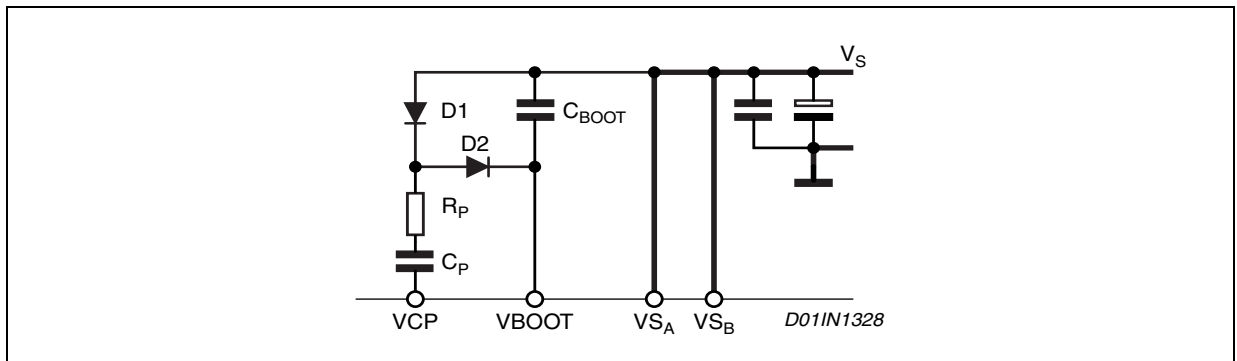 V_S
D1
C_BOOT
D2
R_P
C_P
VCP VBOOT VS_A VS_B D01IN1328